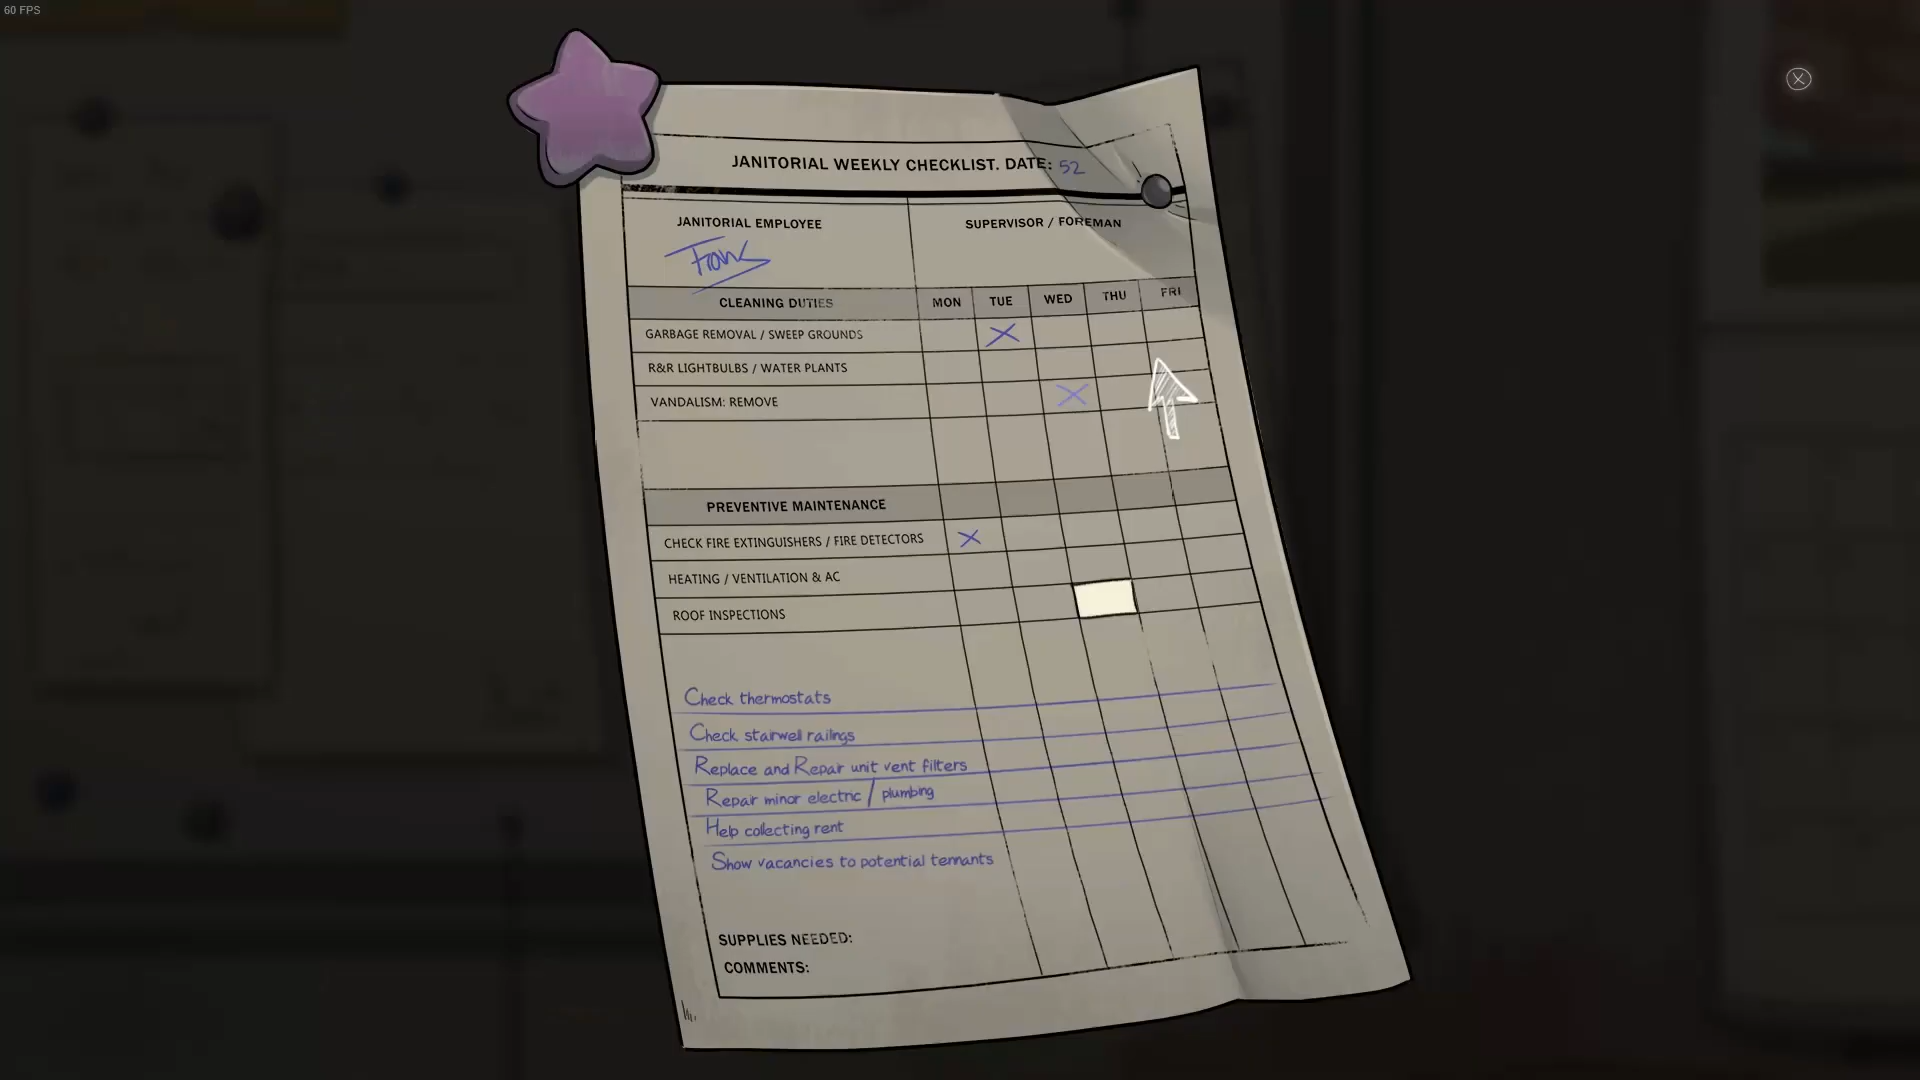 60 FPS
JANITORIAL WEEKLY CHECKLIST. DATE: 52
JANITORIAL EMPLOYEE
SUPERVISOR / FOREMAN
CLEANING DUTIES MON TUE WED THU FRI
GARBAGE REMOVAL / SWEEP GROUNDS X
R&R LIGHTBULBS / WATER PLANTS
VANDALISM: REMOVE X
PREVENTIVE MAINTENANCE
CHECK FIRE EXTINGUISHERS / FIRE DETECTORS X
HEATING / VENTILATION & AC
ROOF INSPECTIONS
Check thermostats
Check stairwell railings
Replace and Repair unit vent filters
Repair minor electric / plumbing
Help collecting rent
Show vacancies to potential tennants
SUPPLIES NEEDED:
COMMENTS: